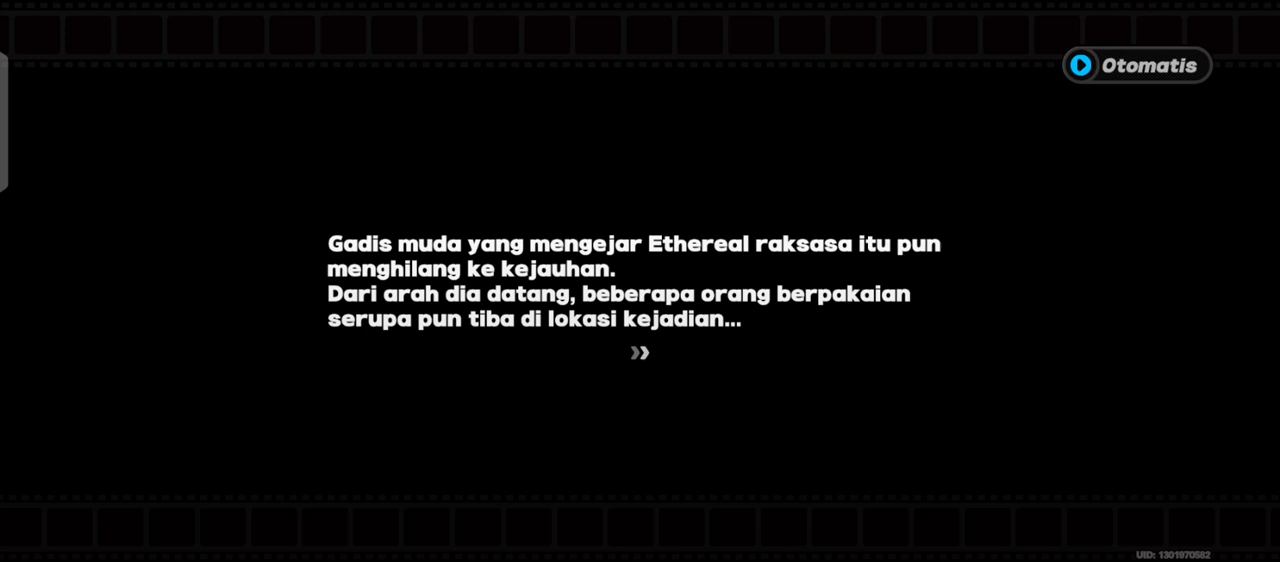 Otomatis
Gadis muda yang mengejar Ethereal raksasa itu pun
menghilang ke kejauhan.
Dari arah dia datang, beberapa orang berpakaian
serupa pun tiba di lokasi kejadian...
UID: 1301970582